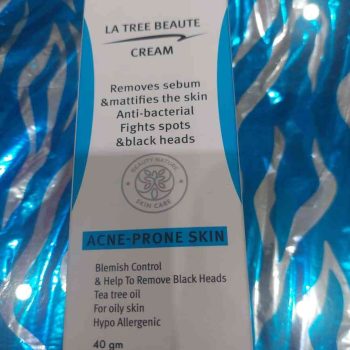 LA TREE BEAUTE
CREAM
Removes sebum
&mattifies the skin
Anti-bacterial
Fights spots
&black heads
BEAUTY NATURE
SKIN CARE
ACNE-PRONE SKIN
Blemish Control
& Help To Remove Black Heads
Tea tree oil
For oily skin
Hypo Allergenic
40 gm